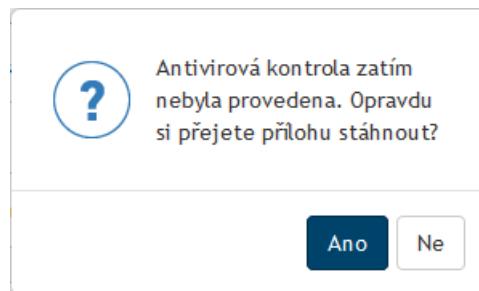 ?
Antivirová kontrola zatím
nebyla provedena. Opravdu
si přejete přílohu stáhnout?
Ano Ne